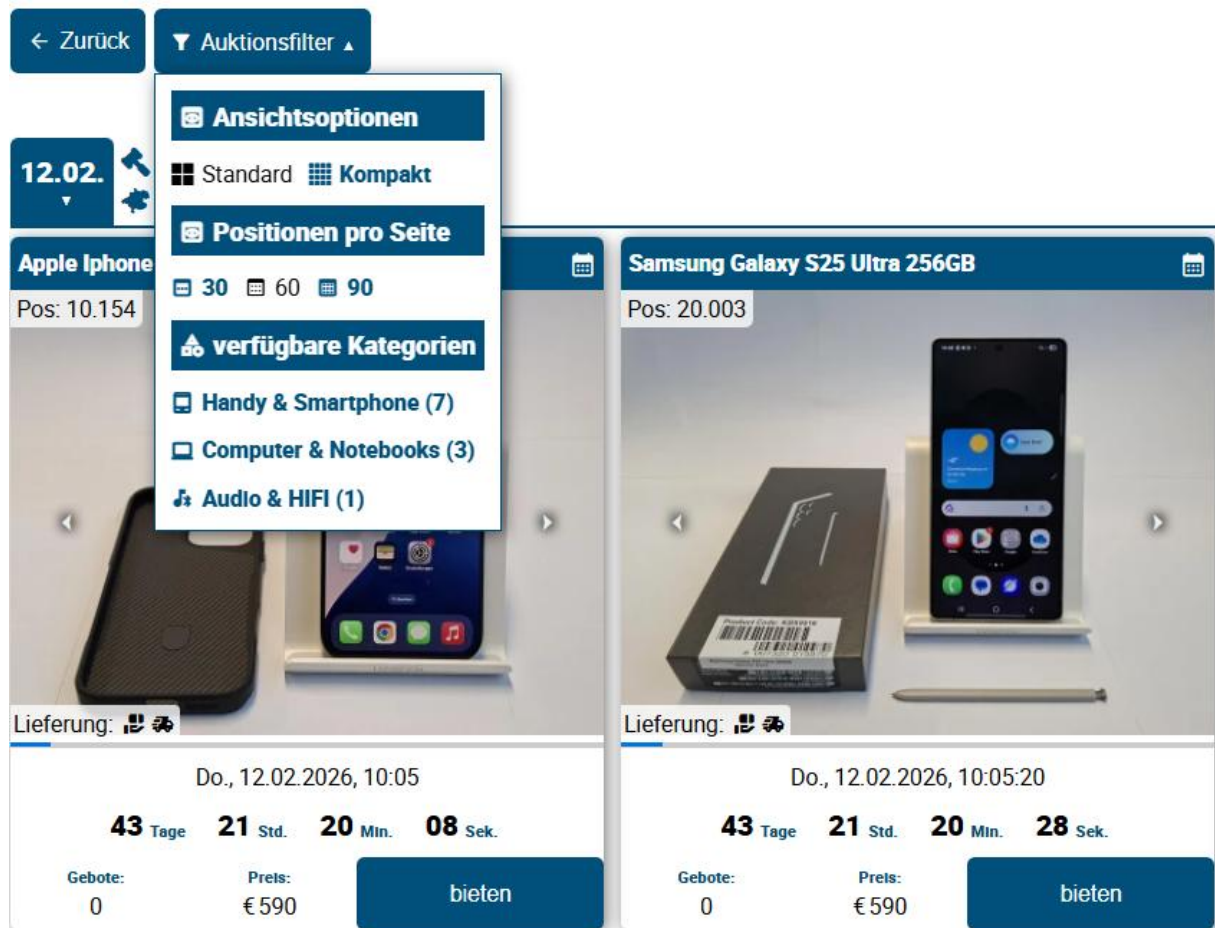 ← Zurück
Auktionsfilter ▲
Ansichtsoptionen
12.02.
▼
Standard Kompakt
Positionen pro Seite
30 60 90
verfügbare Kategorien
Handy & Smartphone (7)
Computer & Notebooks (3)
Audio & HIFI (1)
Apple Iphone
Pos: 10.154
Lieferung:
Do., 12.02.2026, 10:05
43 Tage 21 Std. 20 Min. 08 Sek.
Gebote: Preis:
0 € 590
bieten
Samsung Galaxy S25 Ultra 256GB
Pos: 20.003
Lieferung:
Do., 12.02.2026, 10:05:20
43 Tage 21 Std. 20 Min. 28 Sek.
Gebote: Preis:
0 € 590
bieten